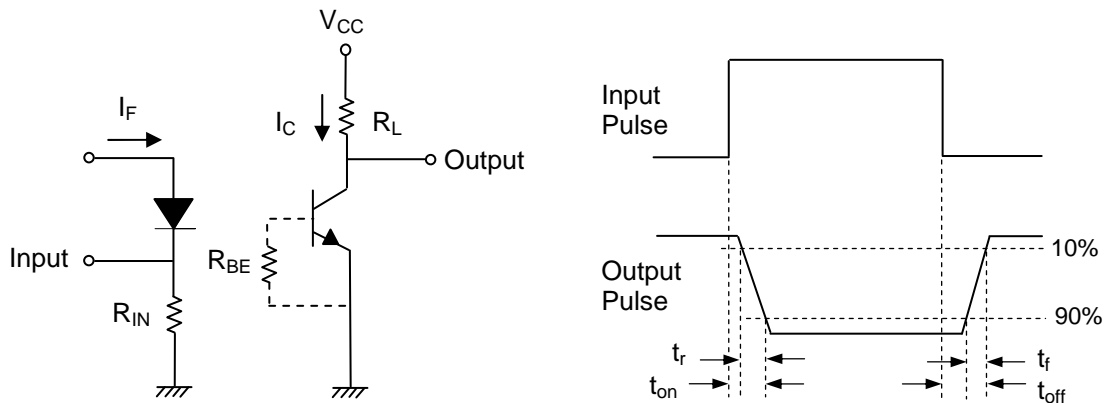 V_CC
I_F
I_C
R_L
Output
Input
R_BE
R_IN
Input
Pulse
10%
Output
Pulse
90%
t_r
t_f
t_on
t_off